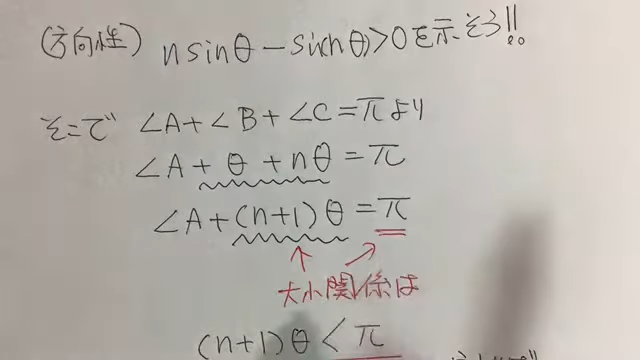 (方向性) nsinθ-sin(nθ)>0を示そう!!
そこで ∠A+∠B+∠C=πより
∠A+θ+nθ=π
∠A+(n+1)θ=π
大小関係は
(n+1)θ<π